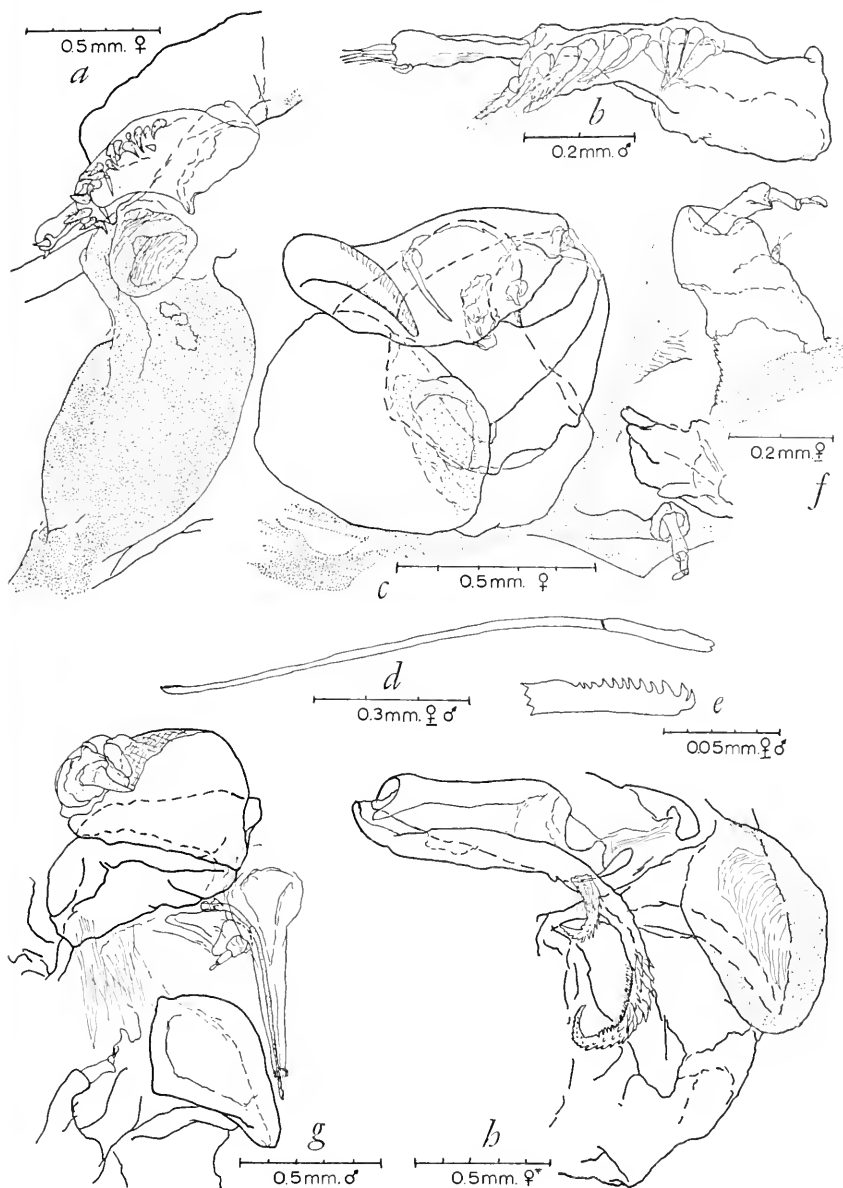 0.5 mm. ♀
a
b
0.2 mm. ♂
0.2 mm. ♀
f
0.5 mm. ♀
c
d
0.3 mm. ♀ ♂
e
0.05 mm. ♀ ♂
g
h
0.5 mm. ♂
0.5 mm. ♀*